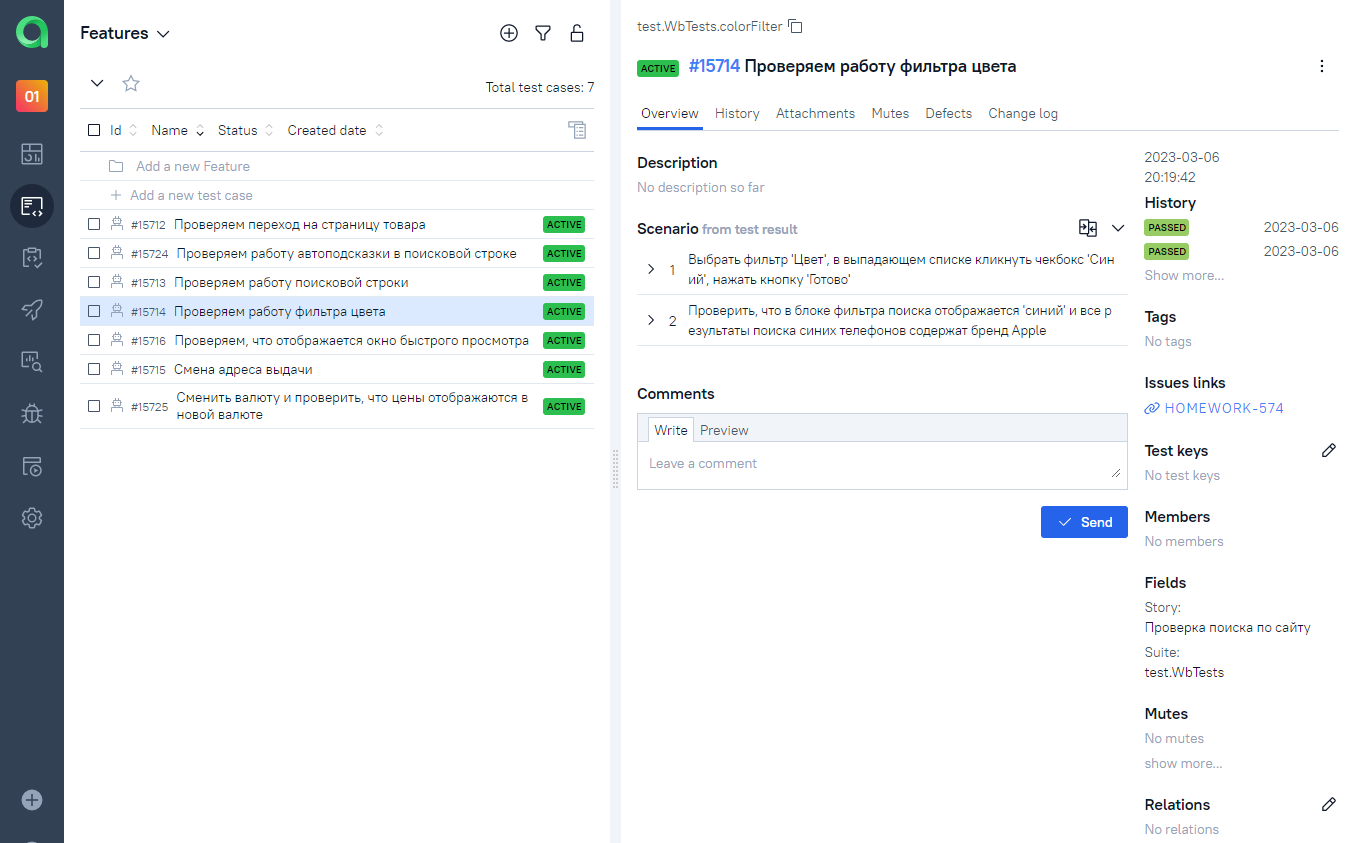 01
Features
Total test cases: 7
Id Name Status Created date
Add a new Feature
Add a new test case
#15712 Проверяем переход на страницу товара ACTIVE
#15724 Проверяем работу автоподсказки в поисковой строке ACTIVE
#15713 Проверяем работу поисковой строки ACTIVE
#15714 Проверяем работу фильтра цвета ACTIVE
#15716 Проверяем, что отображается окно быстрого просмотра ACTIVE
#15715 Смена адреса выдачи ACTIVE
#15725 Сменить валюту и проверить, что цены отображаются в
новой валюте ACTIVE
test.WbTests.colorFilter
ACTIVE #15714 Проверяем работу фильтра цвета
Overview History Attachments Mutes Defects Change log
Description
No description so far
Scenario from test result
1 Выбрать фильтр 'Цвет', в выпадающем списке кликнуть чекбокс 'Син
ий', нажать кнопку 'Готово'
2 Проверить, что в блоке фильтра поиска отображается 'синий' и все р
езультаты поиска синих телефонов содержат бренд Apple
Comments
Write Preview
Leave a comment
Send
2023-03-06
20:19:42
History
PASSED 2023-03-06
PASSED 2023-03-06
Show more...
Tags
No tags
Issues links
HOMEWORK-574
Test keys
No test keys
Members
No members
Fields
Story:
Проверка поиска по сайту
Suite:
test.WbTests
Mutes
No mutes
show more...
Relations
No relations